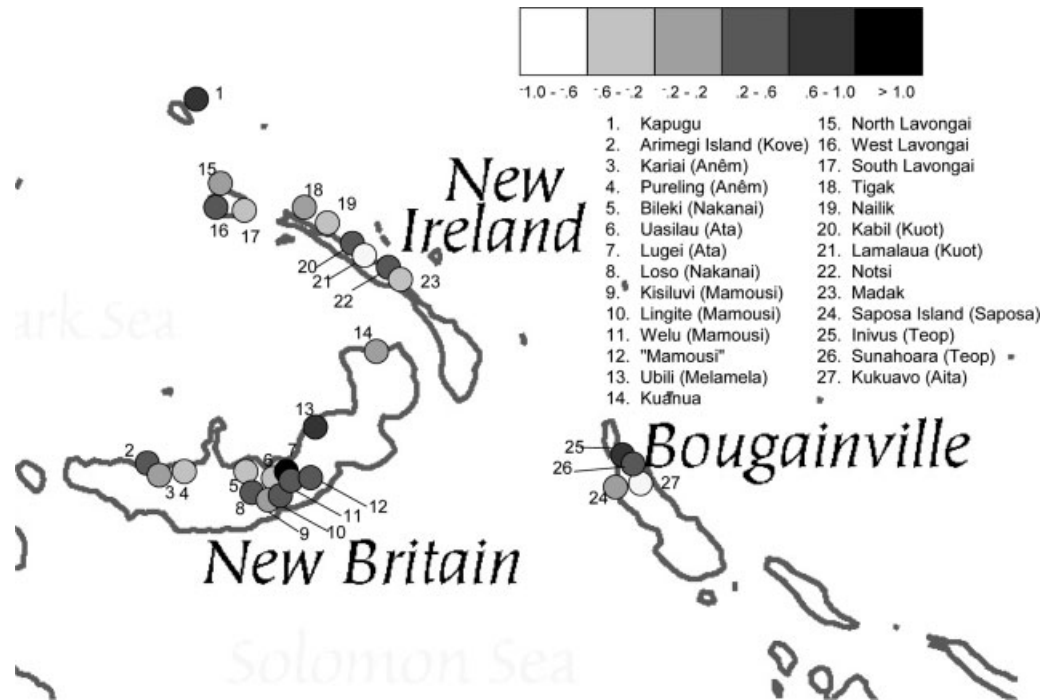 -1.0 - -.6 -.6 - -.2 -.2 - .2 .2 - .6 .6 - 1.0 > 1.0
1. Kapugu
2. Arimegi Island (Kove)
3. Kariai (Anêm)
4. Pureling (Anêm)
5. Bileki (Nakanai)
6. Uasilau (Ata)
7. Lugei (Ata)
8. Loso (Nakanai)
9. Kisiluvi (Mamousi)
10. Lingite (Mamousi)
11. Welu (Mamousi)
12. "Mamousi"
13. Ubili (Melamela)
14. Kuanua
15. North Lavongai
16. West Lavongai
17. South Lavongai
18. Tigak
19. Nailik
20. Kabil (Kuot)
21. Lamalaua (Kuot)
22. Notsi
23. Madak
24. Saposa Island (Saposa)
25. Inivus (Teop)
26. Sunahoara (Teop)
27. Kukuavo (Aita)
1
15
16
17
18
19
20
21
22
23
New
Ireland
ark Sea
14
13
2
3
4
5
6
7
8
9
10
11
12
New Britain
25
26
24
27
Bougainville
Solomon Sea